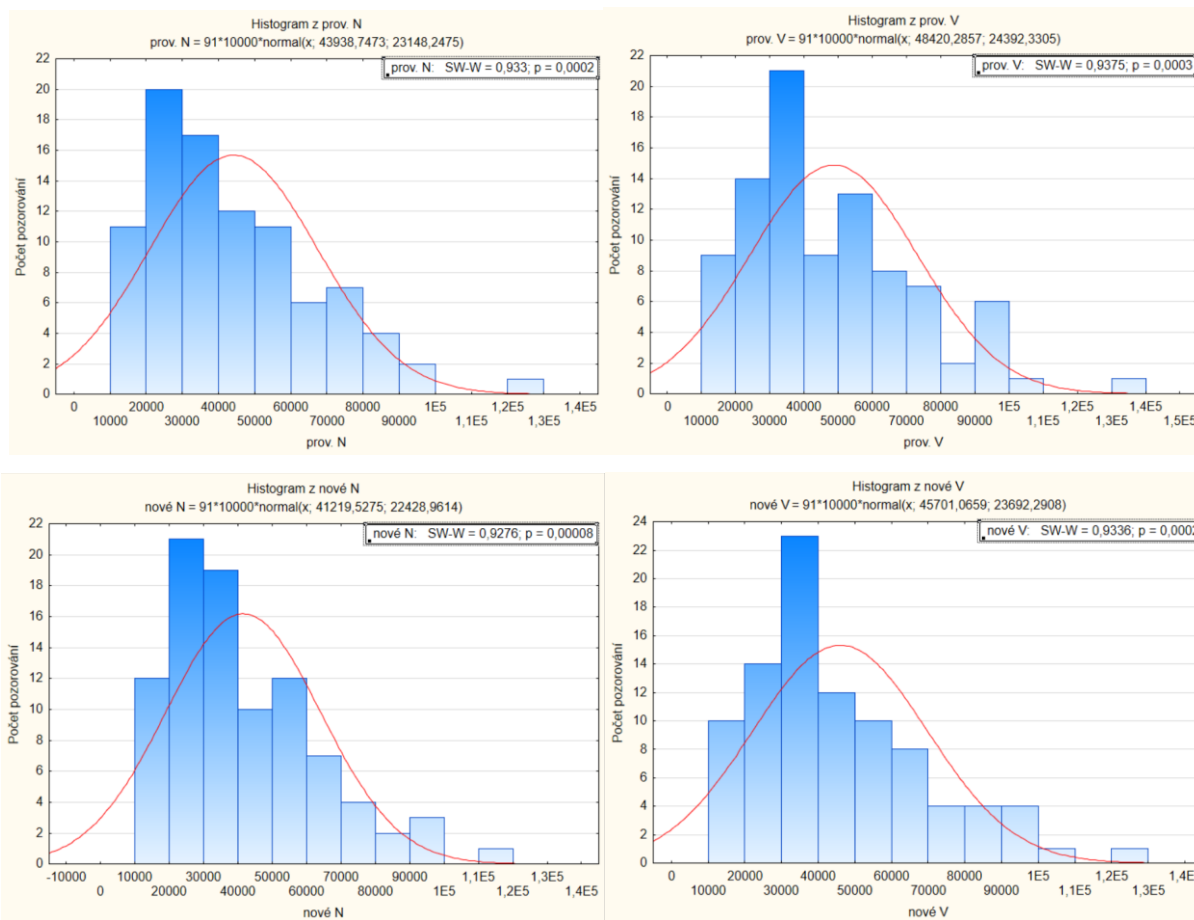 Histogram z prov. N
prov. N = 91*10000*normal(x; 43938,7473; 23148,2475)
prov. N: SW-W = 0,933; p = 0,0002
22
20
18
16
14
12
10
8
6
4
2
0
Počet pozorování
0 20000 40000 60000 80000 1E5 1,2E5 1,4E5
10000 30000 50000 70000 90000 1,1E5 1,3E5
prov. N
Histogram z prov. V
prov. V = 91*10000*normal(x; 48420,2857; 24392,3305)
prov. V: SW-W = 0,9375; p = 0,0003
22
20
18
16
14
12
10
8
6
4
2
0
Počet pozorování
0 20000 40000 60000 80000 1E5 1,2E5 1,4E5
10000 30000 50000 70000 90000 1,1E5 1,3E5 1,5E5
prov. V
Histogram z nové N
nové N = 91*10000*normal(x; 41219,5275; 22428,9614)
nové N: SW-W = 0,9276; p = 0,00008
22
20
18
16
14
12
10
8
6
4
2
0
Počet pozorování
-10000 10000 30000 50000 70000 90000 1,1E5 1,3E5
0 20000 40000 60000 80000 1E5 1,2E5 1,4E5
nové N
Histogram z nové V
nové V = 91*10000*normal(x; 45701,0659; 23692,2908)
nové V: SW-W = 0,9336; p = 0,0002
24
22
20
18
16
14
12
10
8
6
4
2
0
Počet pozorování
0 20000 40000 60000 80000 1E5 1,2E5 1,4E5
10000 30000 50000 70000 90000 1,1E5 1,3E5
nové V